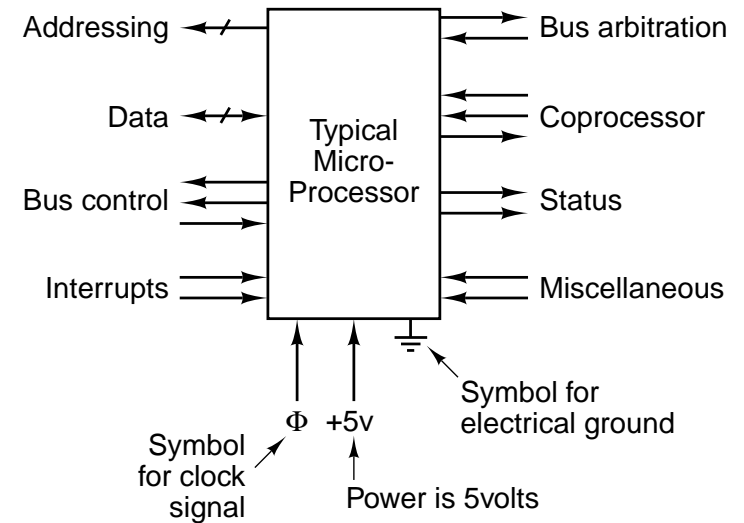 Addressing
Bus arbitration
Data
Typical
Micro-
Processor
Coprocessor
Bus control
Status
Interrupts
Miscellaneous
Φ +5v
Symbol for
electrical ground
Symbol
for clock
signal
Power is 5volts